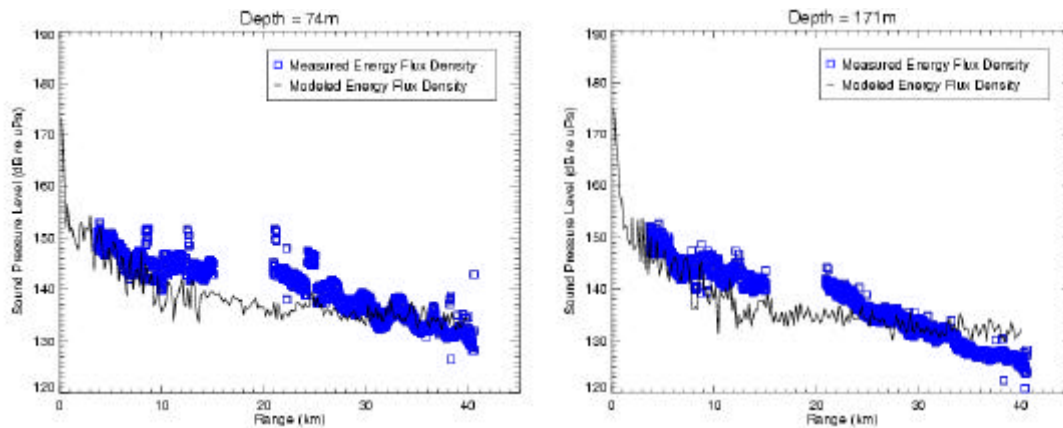 Depth = 74m
190
180
170
160
150
140
130
120
0
10
20
30
40
Sound Pressure Level (dB re uPa)
Range (km)
Measured Energy Flux Density
Modeled Energy Flux Density
Depth = 171m
190
180
170
160
150
140
130
120
0
10
20
30
40
Sound Pressure Level (dB re uPas)
Range (km)
Measured Energy Flux Density
Modeled Energy Flux Density